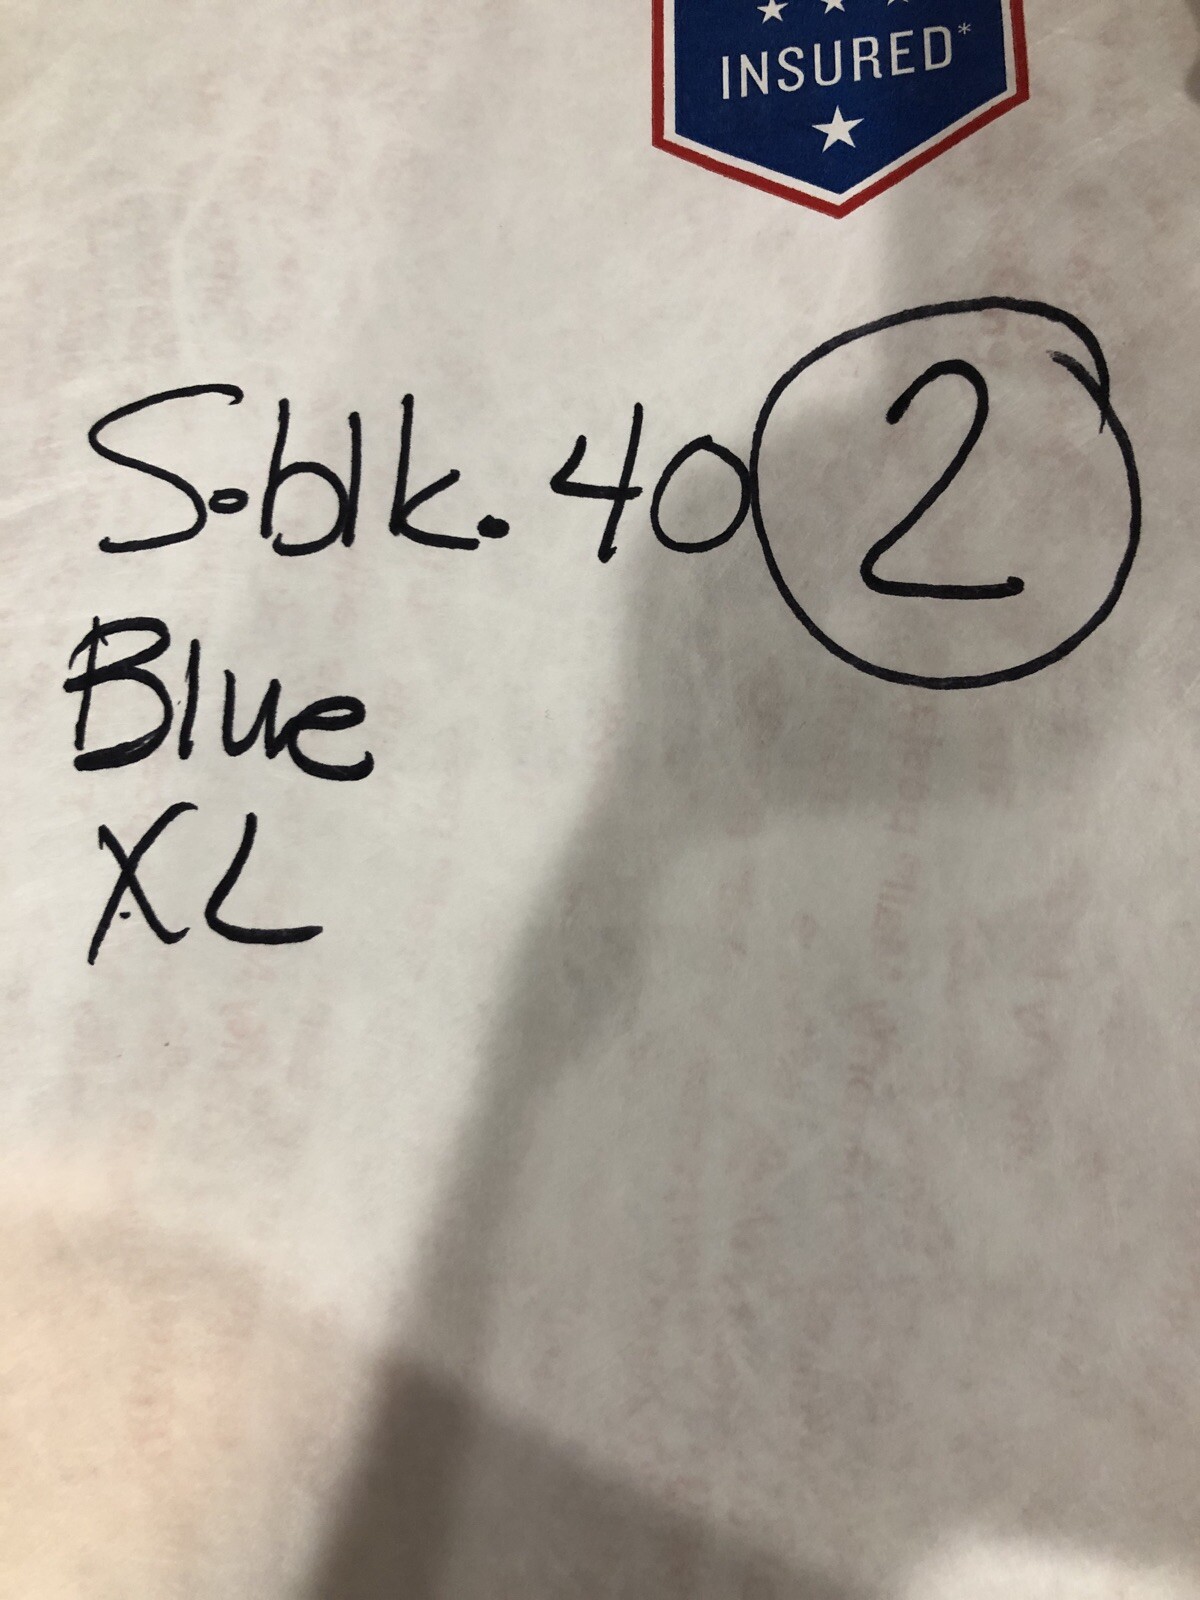 INSURED*
S.blk. 40 2
Blue
XL